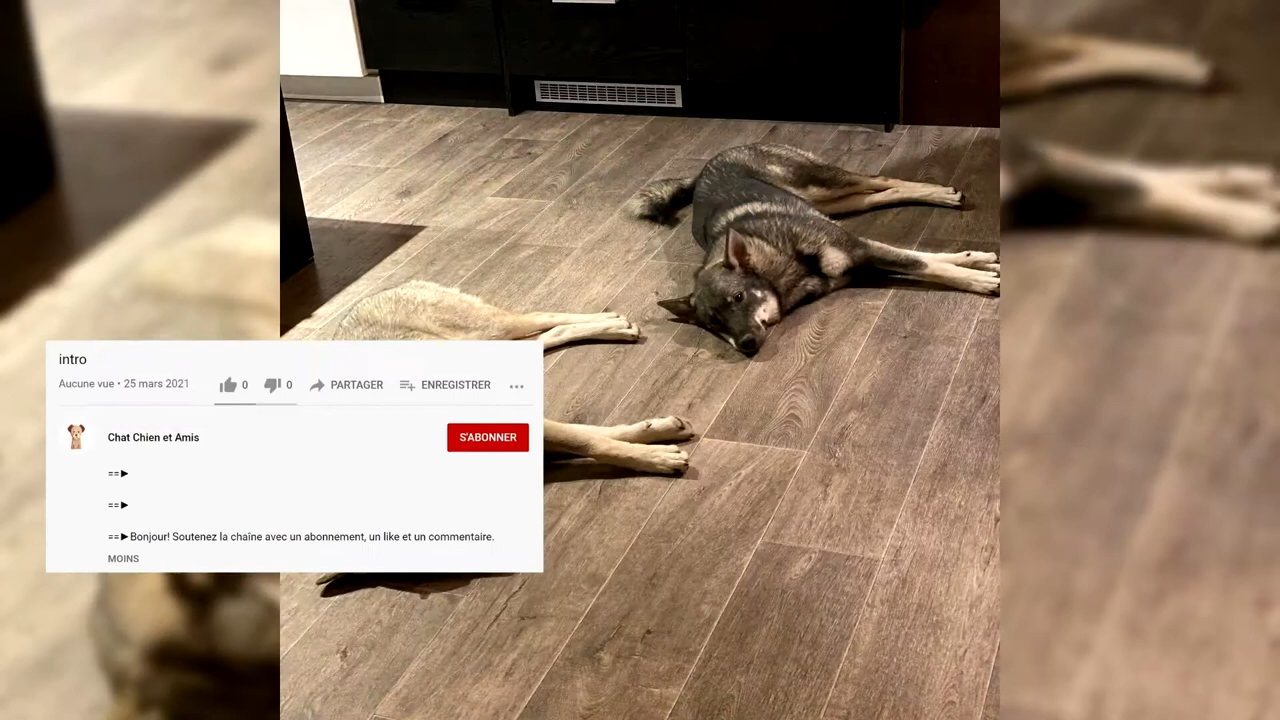 intro
Aucune vue • 25 mars 2021
0
0
PARTAGER
ENREGISTRER
Chat Chien et Amis
S'ABONNER
==►
==►
==►Bonjour! Soutenez la chaîne avec un abonnement, un like et un commentaire.
MOINS